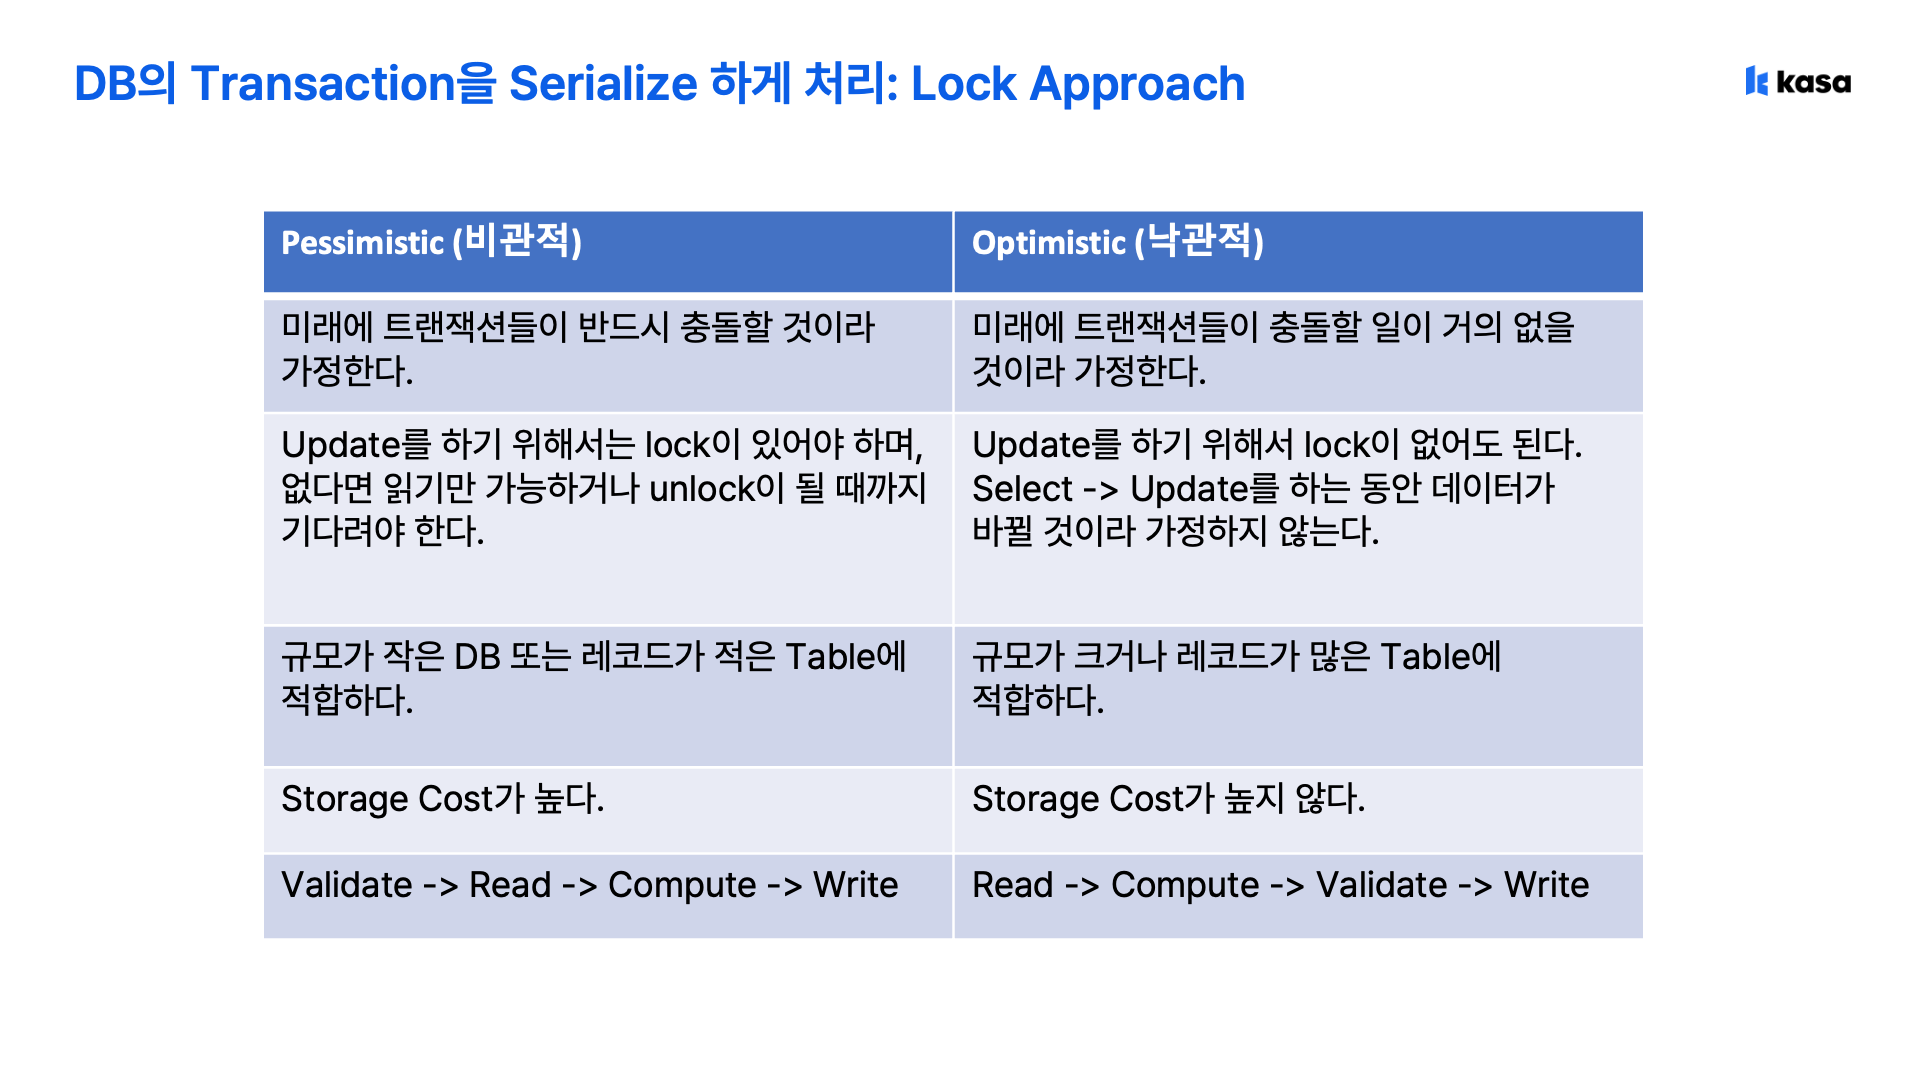 DB의 Transaction을 Serialize 하게 처리: Lock Approach
kasa
Pessimistic (비관적)
Optimistic (낙관적)
미래에 트랜잭션들이 반드시 충돌할 것이라
가정한다.
미래에 트랜잭션들이 충돌할 일이 거의 없을
것이라 가정한다.
Update를 하기 위해서는 lock이 있어야 하며,
없다면 읽기만 가능하거나 unlock이 될 때까지
기다려야 한다.
Update를 하기 위해서 lock이 없어도 된다.
Select -> Update를 하는 동안 데이터가
바뀔 것이라 가정하지 않는다.
규모가 작은 DB 또는 레코드가 적은 Table에
적합하다.
규모가 크거나 레코드가 많은 Table에
적합하다.
Storage Cost가 높다.
Storage Cost가 높지 않다.
Validate -> Read -> Compute -> Write
Read -> Compute -> Validate -> Write